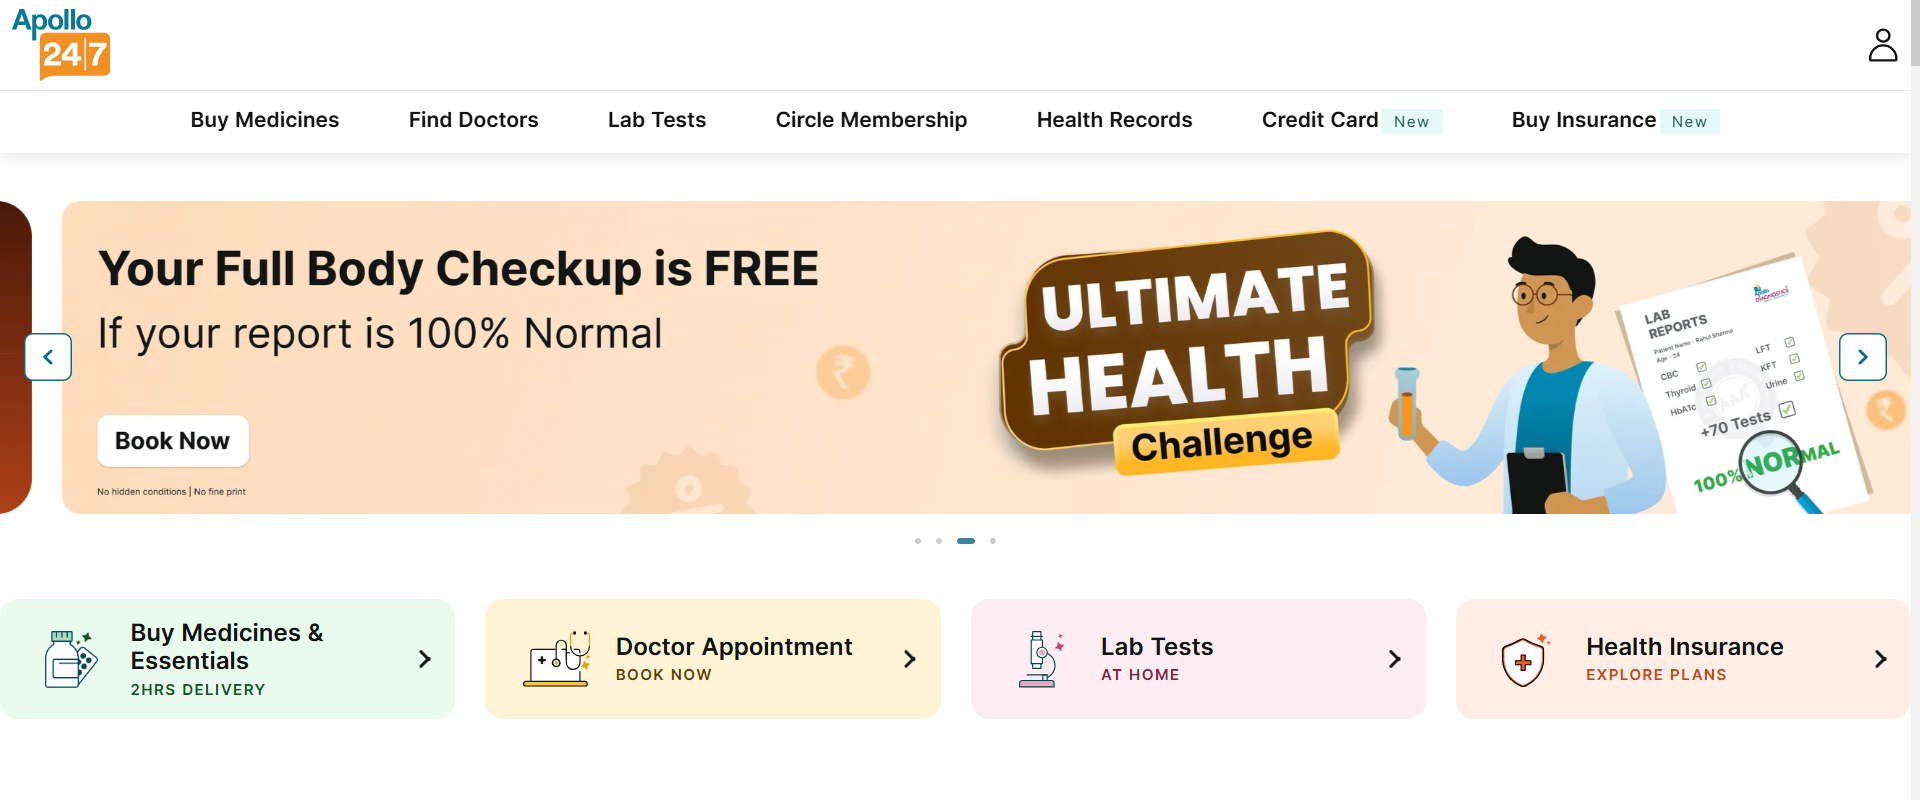 Apollo
24|7
Buy Medicines
Find Doctors
Lab Tests
Circle Membership
Health Records
Credit Card New
Buy Insurance New
Your Full Body Checkup is FREE
If your report is 100% Normal
Book Now
No hidden conditions | No fine print
ULTIMATE
HEALTH
Challenge
Apollo
DIAGNOSTICS
LAB
REPORTS
Patient Name - Rahul Sharma
Age - 24
CBC
Thyroid
HbA1c
LFT
KFT
Urine
+70 Tests
100% NORMAL
Buy Medicines &
Essentials
2HRS DELIVERY
Doctor Appointment
BOOK NOW
Lab Tests
AT HOME
Health Insurance
EXPLORE PLANS